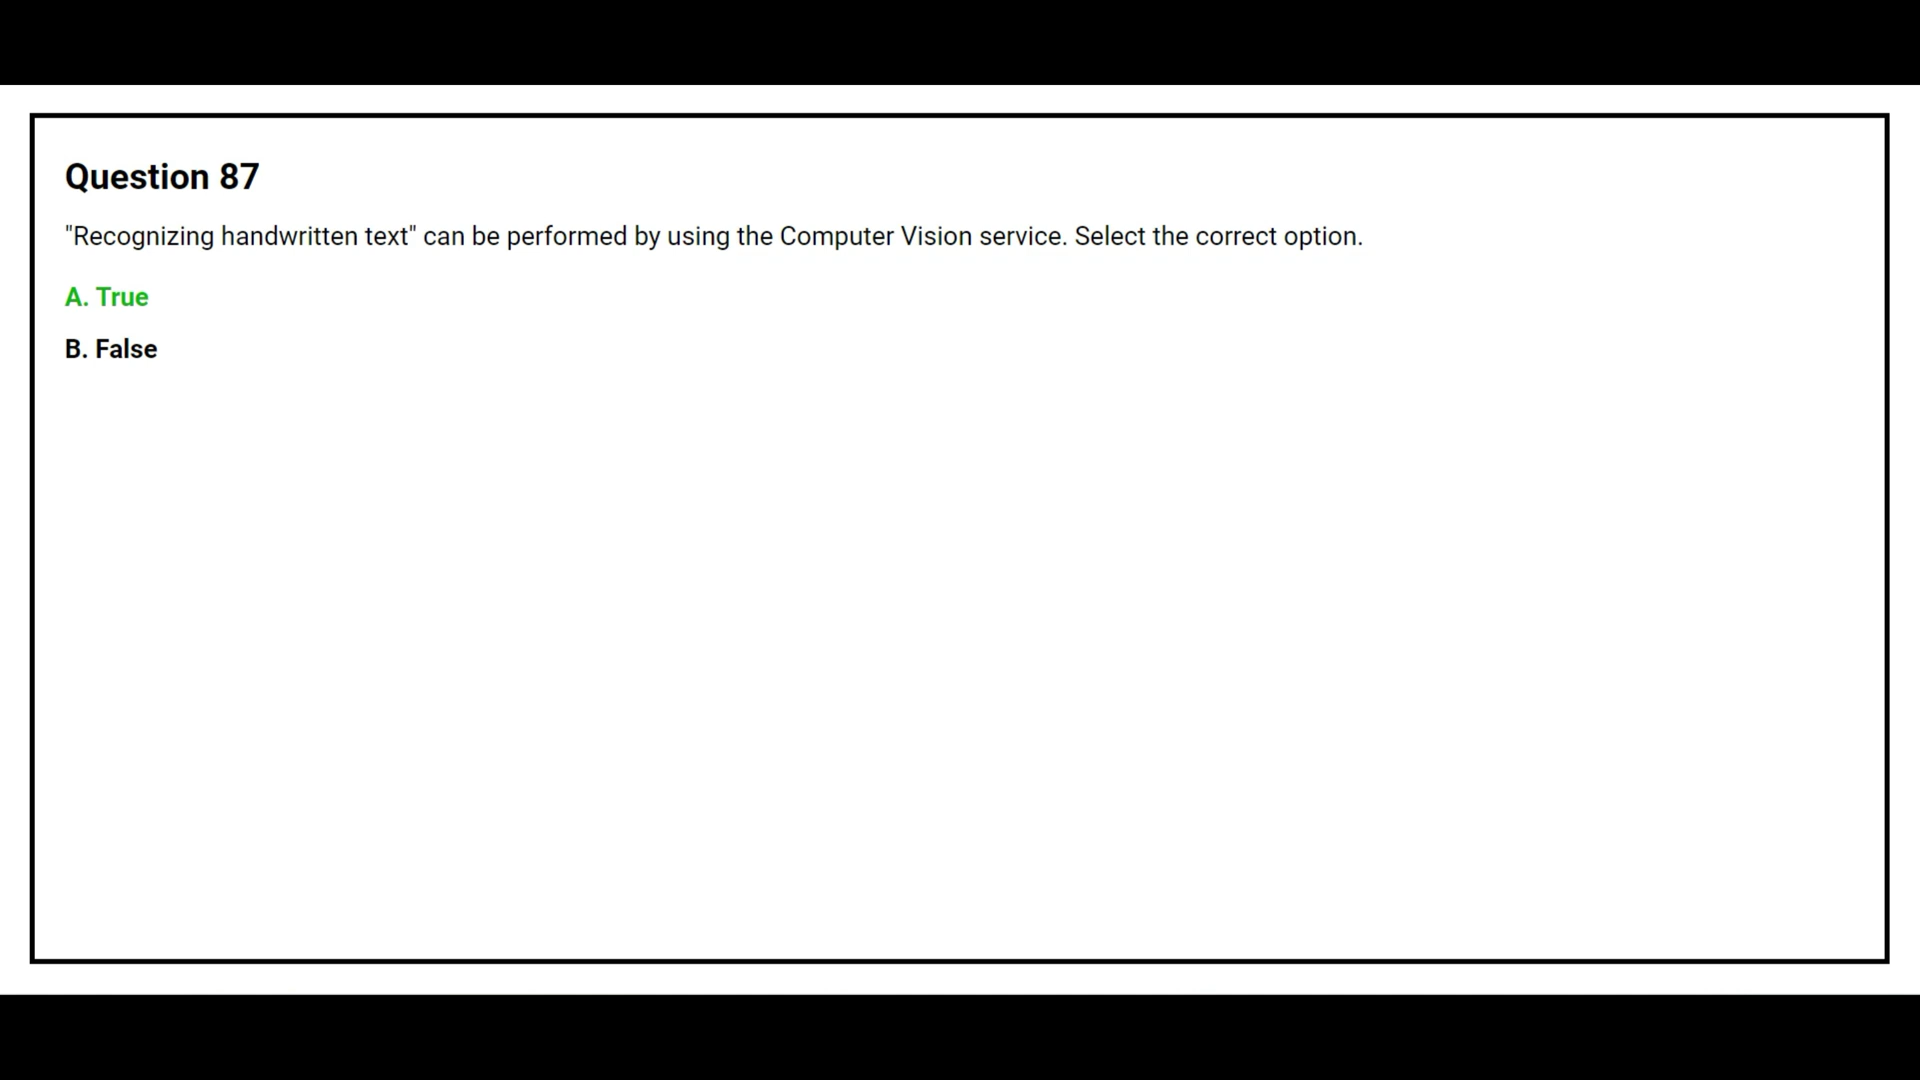 Question 87
"Recognizing handwritten text" can be performed by using the Computer Vision service. Select the correct option.
A. True
B. False